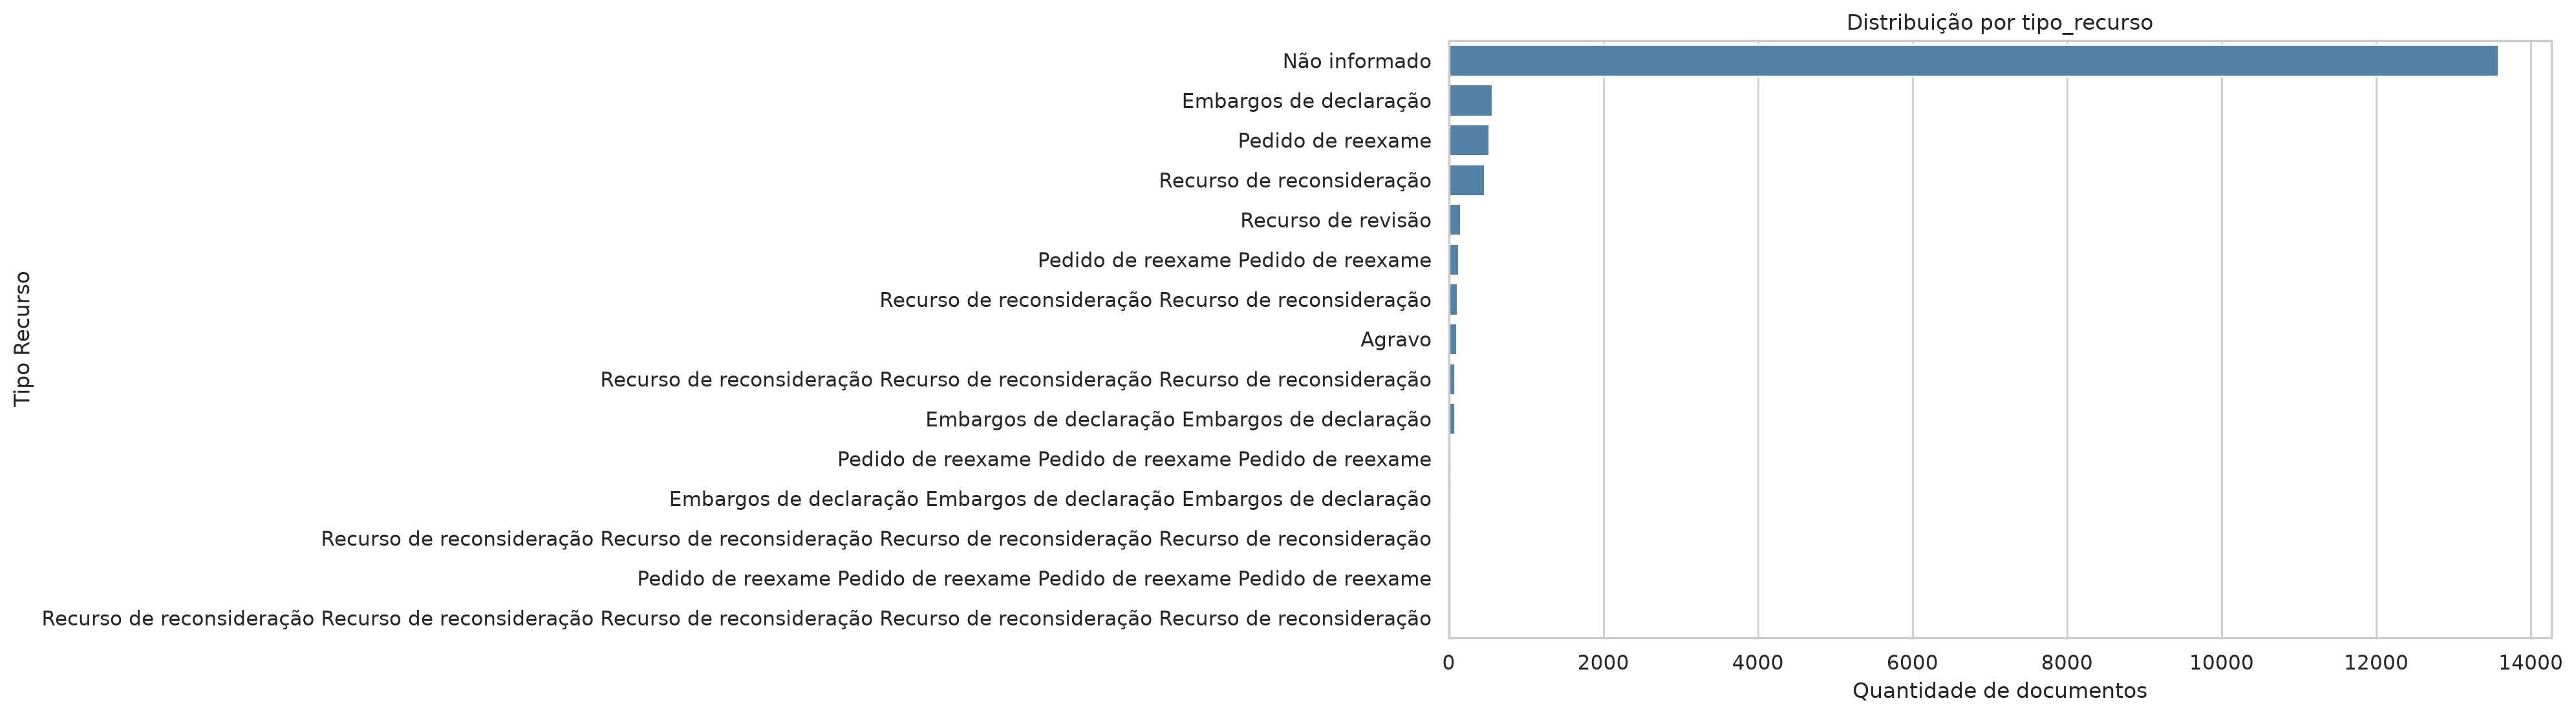 Distribuição por tipo_recurso
Tipo Recurso
Não informado
Embargos de declaração
Pedido de reexame
Recurso de reconsideração
Recurso de revisão
Pedido de reexame Pedido de reexame
Recurso de reconsideração Recurso de reconsideração
Agravo
Recurso de reconsideração Recurso de reconsideração Recurso de reconsideração
Embargos de declaração Embargos de declaração
Pedido de reexame Pedido de reexame Pedido de reexame
Embargos de declaração Embargos de declaração Embargos de declaração
Recurso de reconsideração Recurso de reconsideração Recurso de reconsideração Recurso de reconsideração
Pedido de reexame Pedido de reexame Pedido de reexame Pedido de reexame
Recurso de reconsideração Recurso de reconsideração Recurso de reconsideração Recurso de reconsideração Recurso de reconsideração
0 2000 4000 6000 8000 10000 12000 14000
Quantidade de documentos